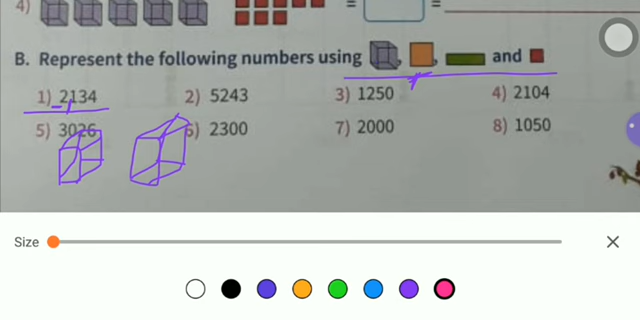 4)
= =
B. Represent the following numbers using , , and
1) 2134 2) 5243 3) 1250 4) 2104
5) 3026 6) 2300 7) 2000 8) 1050
Size